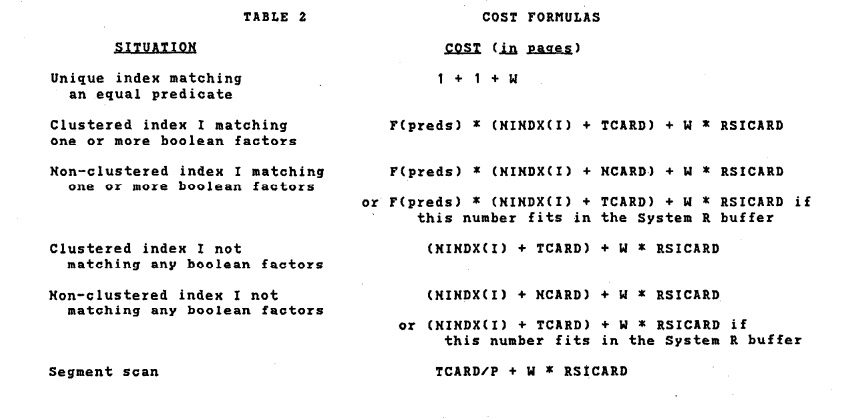 TABLE 2 COST FORMULAS
SITUATION COST (in pages)
Unique index matching 1 + 1 + W
an equal predicate
Clustered index I matching F(preds) * (NINDX(I) + TCARD) + W * RSICARD
one or more boolean factors
Non-clustered index I matching F(preds) * (NINDX(I) + NCARD) + W * RSICARD
one or more boolean factors
or F(preds) * (NINDX(I) + TCARD) + W * RSICARD if
this number fits in the System R buffer
Clustered index I not (NINDX(I) + TCARD) + W * RSICARD
matching any boolean factors
Non-clustered index I not (NINDX(I) + NCARD) + W * RSICARD
matching any boolean factors
or (NINDX(I) + TCARD) + W * RSICARD if
this number fits in the System R buffer
Segment scan TCARD/P + W * RSICARD